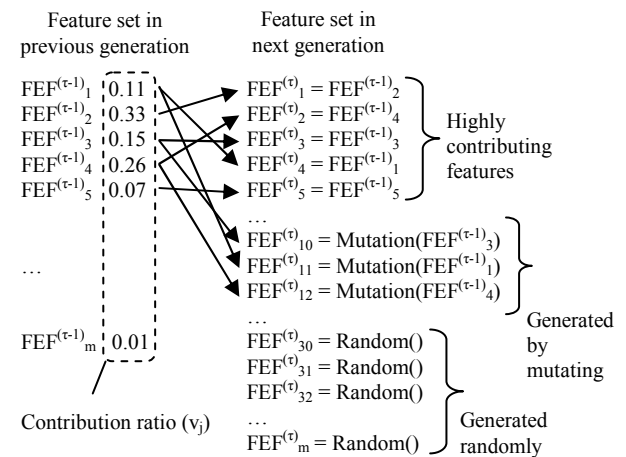 Feature set in
previous generation
FEF⁽τ⁻¹⁾₁ 0.11
FEF⁽τ⁻¹⁾₂ 0.33
FEF⁽τ⁻¹⁾₃ 0.15
FEF⁽τ⁻¹⁾₄ 0.26
FEF⁽τ⁻¹⁾₅ 0.07
...
FEF⁽τ⁻¹⁾ₘ 0.01
Contribution ratio (vⱼ)
Feature set in
next generation
FEF⁽τ⁾₁ = FEF⁽τ⁻¹⁾₂
FEF⁽τ⁾₂ = FEF⁽τ⁻¹⁾₄
FEF⁽τ⁾₃ = FEF⁽τ⁻¹⁾₃
FEF⁽τ⁾₄ = FEF⁽τ⁻¹⁾₁
FEF⁽τ⁾₅ = FEF⁽τ⁻¹⁾₅
...
FEF⁽τ⁾₁₀ = Mutation(FEF⁽τ⁻¹⁾₃)
FEF⁽τ⁾₁₁ = Mutation(FEF⁽τ⁻¹⁾₁)
FEF⁽τ⁾₁₂ = Mutation(FEF⁽τ⁻¹⁾₄)
...
FEF⁽τ⁾₃₀ = Random()
FEF⁽τ⁾₃₁ = Random()
FEF⁽τ⁾₃₂ = Random()
...
FEF⁽τ⁾ₘ = Random()
Highly
contributing
features
Generated
by
mutating
Generated
randomly